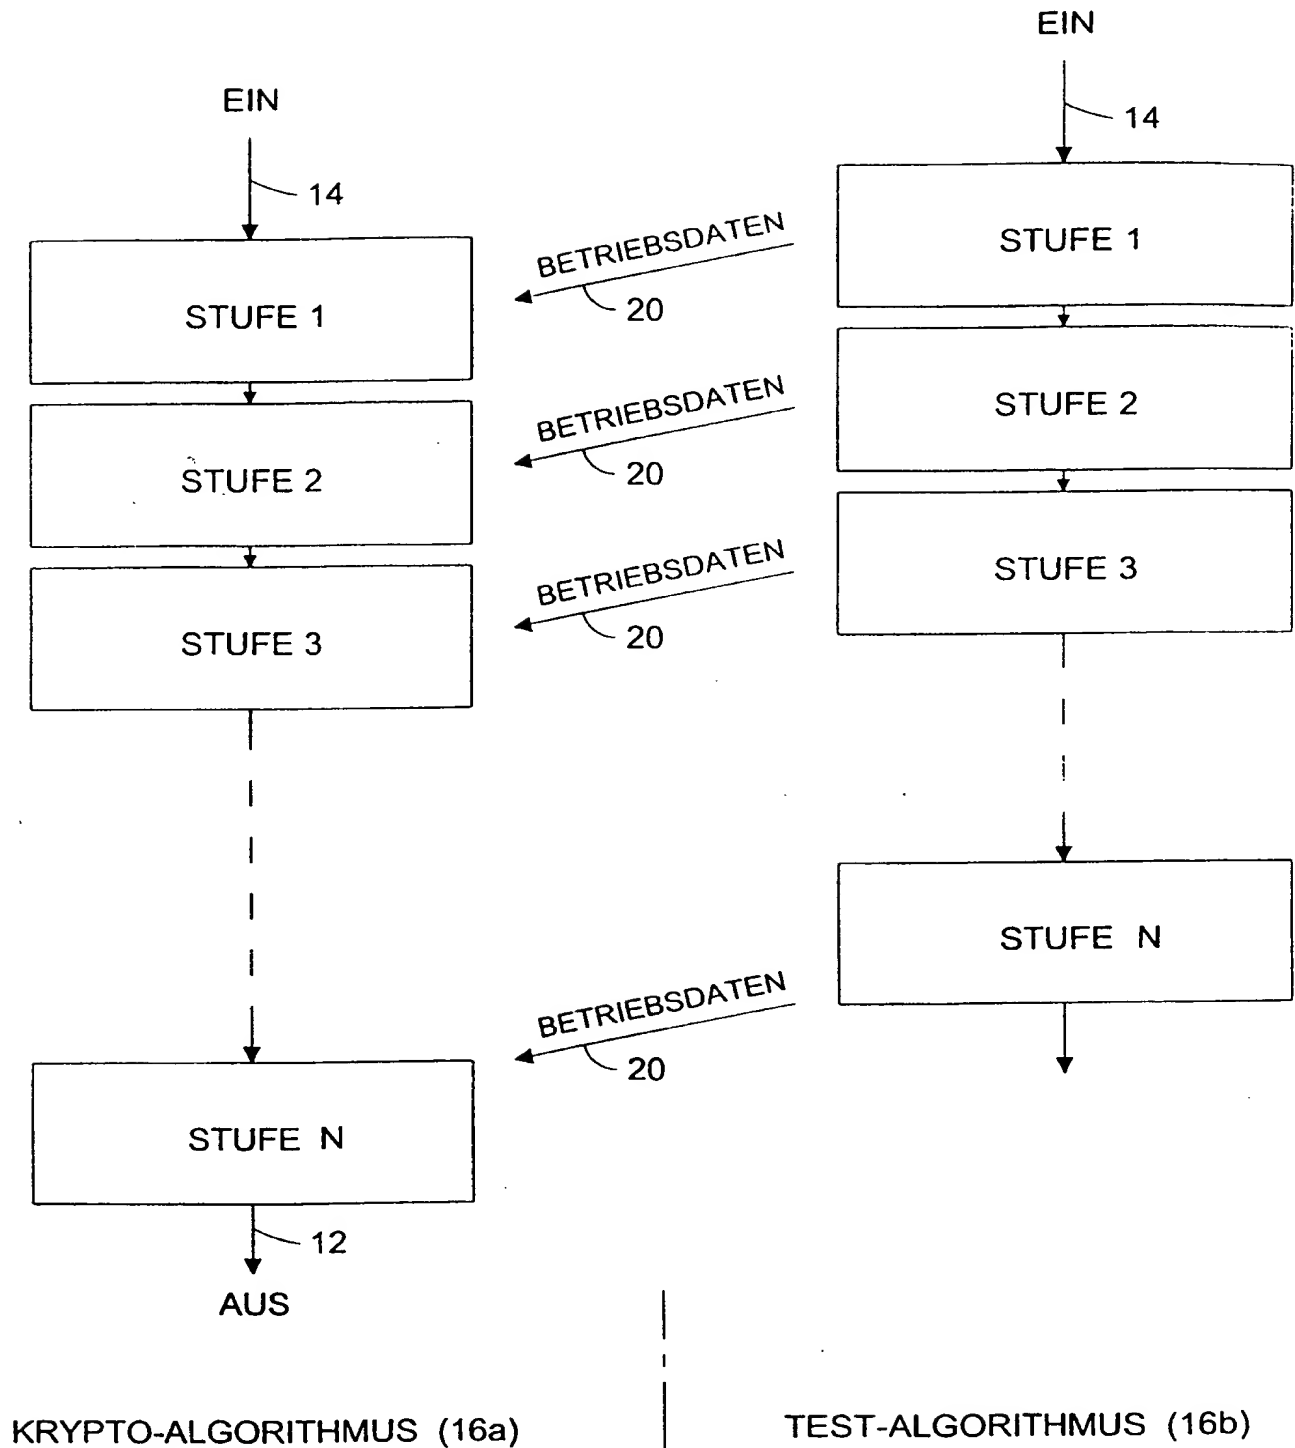 EIN
14
STUFE 1
STUFE 2
STUFE 3
STUFE N
12
AUS
KRYPTO-ALGORITHMUS (16a)
BETRIEBSDATEN
20
BETRIEBSDATEN
20
BETRIEBSDATEN
20
BETRIEBSDATEN
20
EIN
14
STUFE 1
STUFE 2
STUFE 3
STUFE N
TEST-ALGORITHMUS (16b)